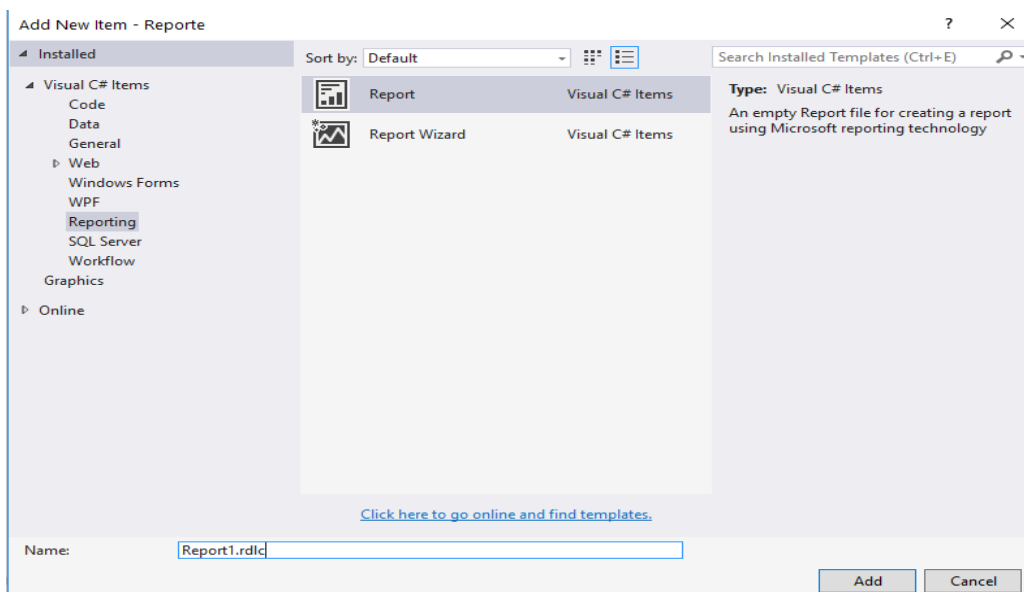 Add New Item - Reporte
?
Installed
Visual C# Items
Code
Data
General
Web
Windows Forms
WPF
Reporting
SQL Server
Workflow
Graphics
Online
Sort by: Default
Report Visual C# Items
Report Wizard Visual C# Items
Click here to go online and find templates.
Search Installed Templates (Ctrl+E)
Type: Visual C# Items
An empty Report file for creating a report
using Microsoft reporting technology
Name: Report1.rdlc
Add Cancel